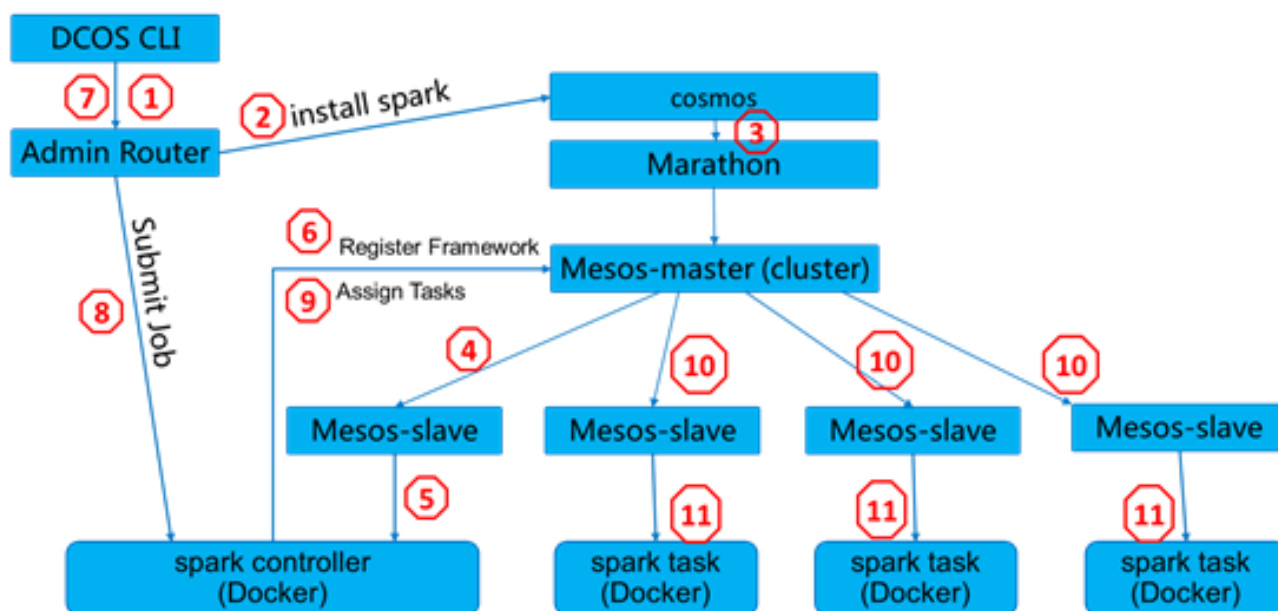 DCOS CLI
7
1
2
install spark
cosmos
3
Admin Router
Marathon
Submit Job
6
Register Framework
Mesos-master (cluster)
9
Assign Tasks
8
4
10
10
10
Mesos-slave
Mesos-slave
Mesos-slave
Mesos-slave
5
11
11
11
spark controller
(Docker)
spark task
(Docker)
spark task
(Docker)
spark task
(Docker)